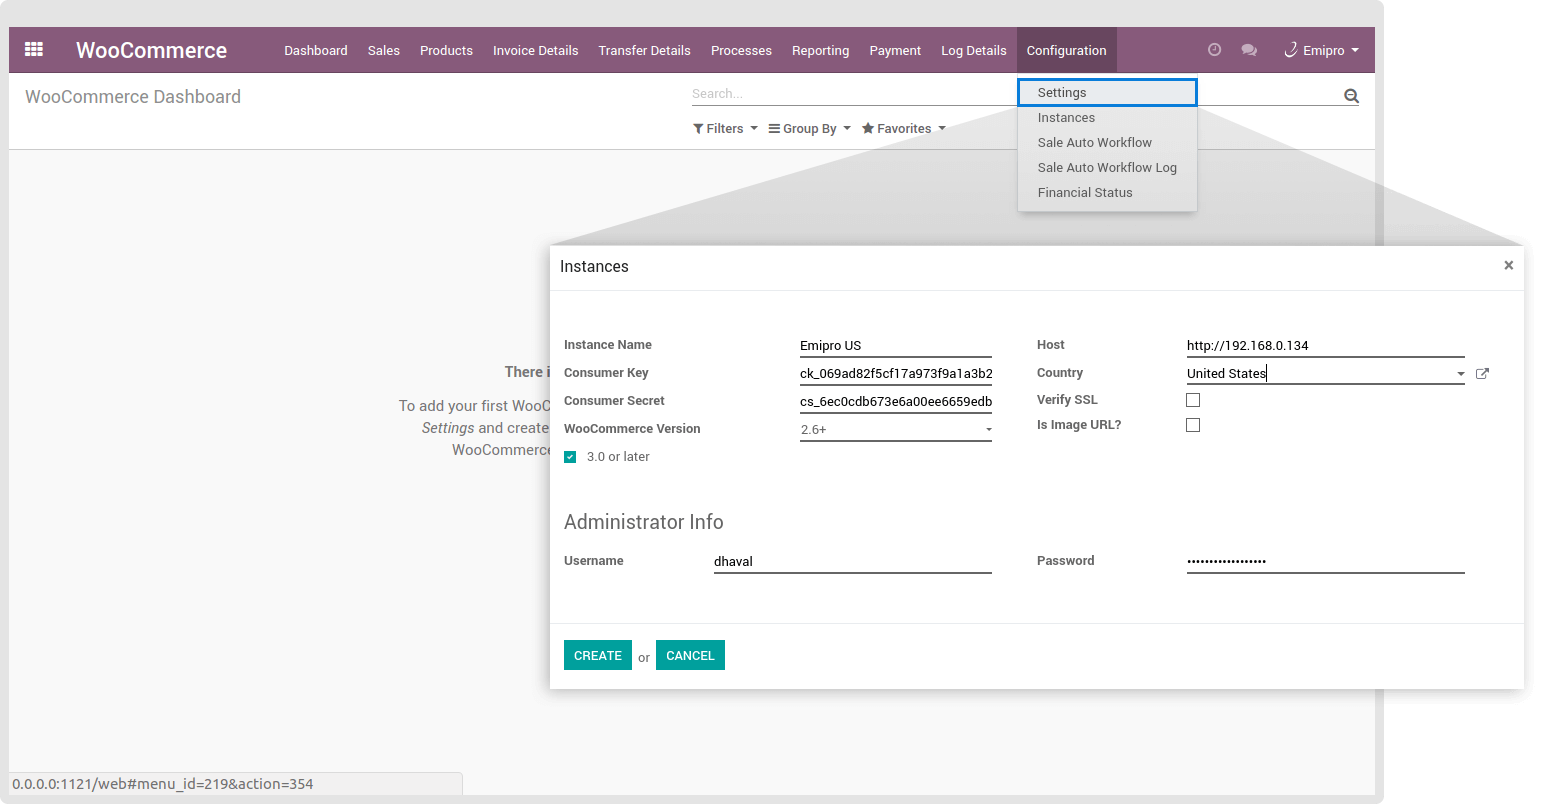 WooCommerce Dashboard Sales Products Invoice Details Transfer Details Processes Reporting Payment Log Details Configuration Emipro
WooCommerce Dashboard
Search...
Filters Group By Favorites
Settings
Instances
Sale Auto Workflow
Sale Auto Workflow Log
Financial Status
There i
To add your first WooC
Settings and create
WooCommerce
Instances ×
Instance Name Emipro US Host http://192.168.0.134
Consumer Key ck_069ad82f5cf17a973f9a1a3b2 Country United States
Consumer Secret cs_6ec0cdb673e6a00ee6659edb Verify SSL
WooCommerce Version 2.6+ Is Image URL?
3.0 or later
Administrator Info
Username dhaval Password ••••••••••••••••••
CREATE or CANCEL
0.0.0.0:1121/web#menu_id=219&action=354